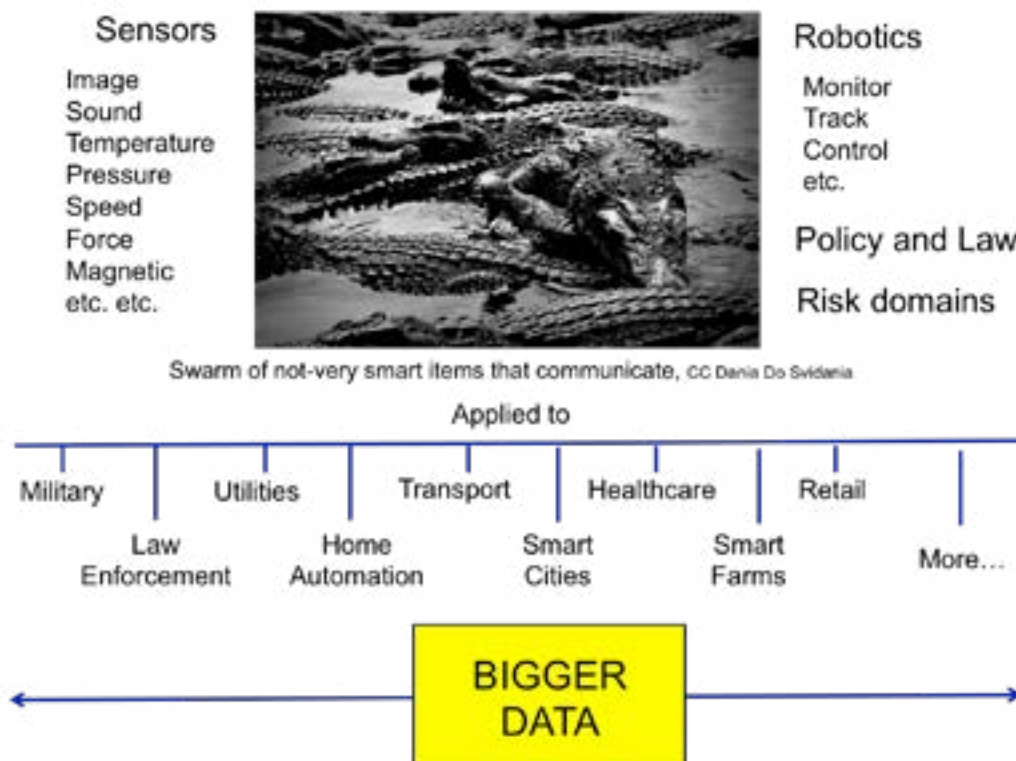 Sensors
Image
Sound
Temperature
Pressure
Speed
Force
Magnetic
etc. etc.
Robotics
Monitor
Track
Control
etc.
Policy and Law
Risk domains
Swarm of not-very smart items that communicate, CC Dania Do Svidania
Applied to
Military
Utilities
Transport
Healthcare
Retail
Law
Enforcement
Home
Automation
Smart
Cities
Smart
Farms
More…
BIGGER
DATA